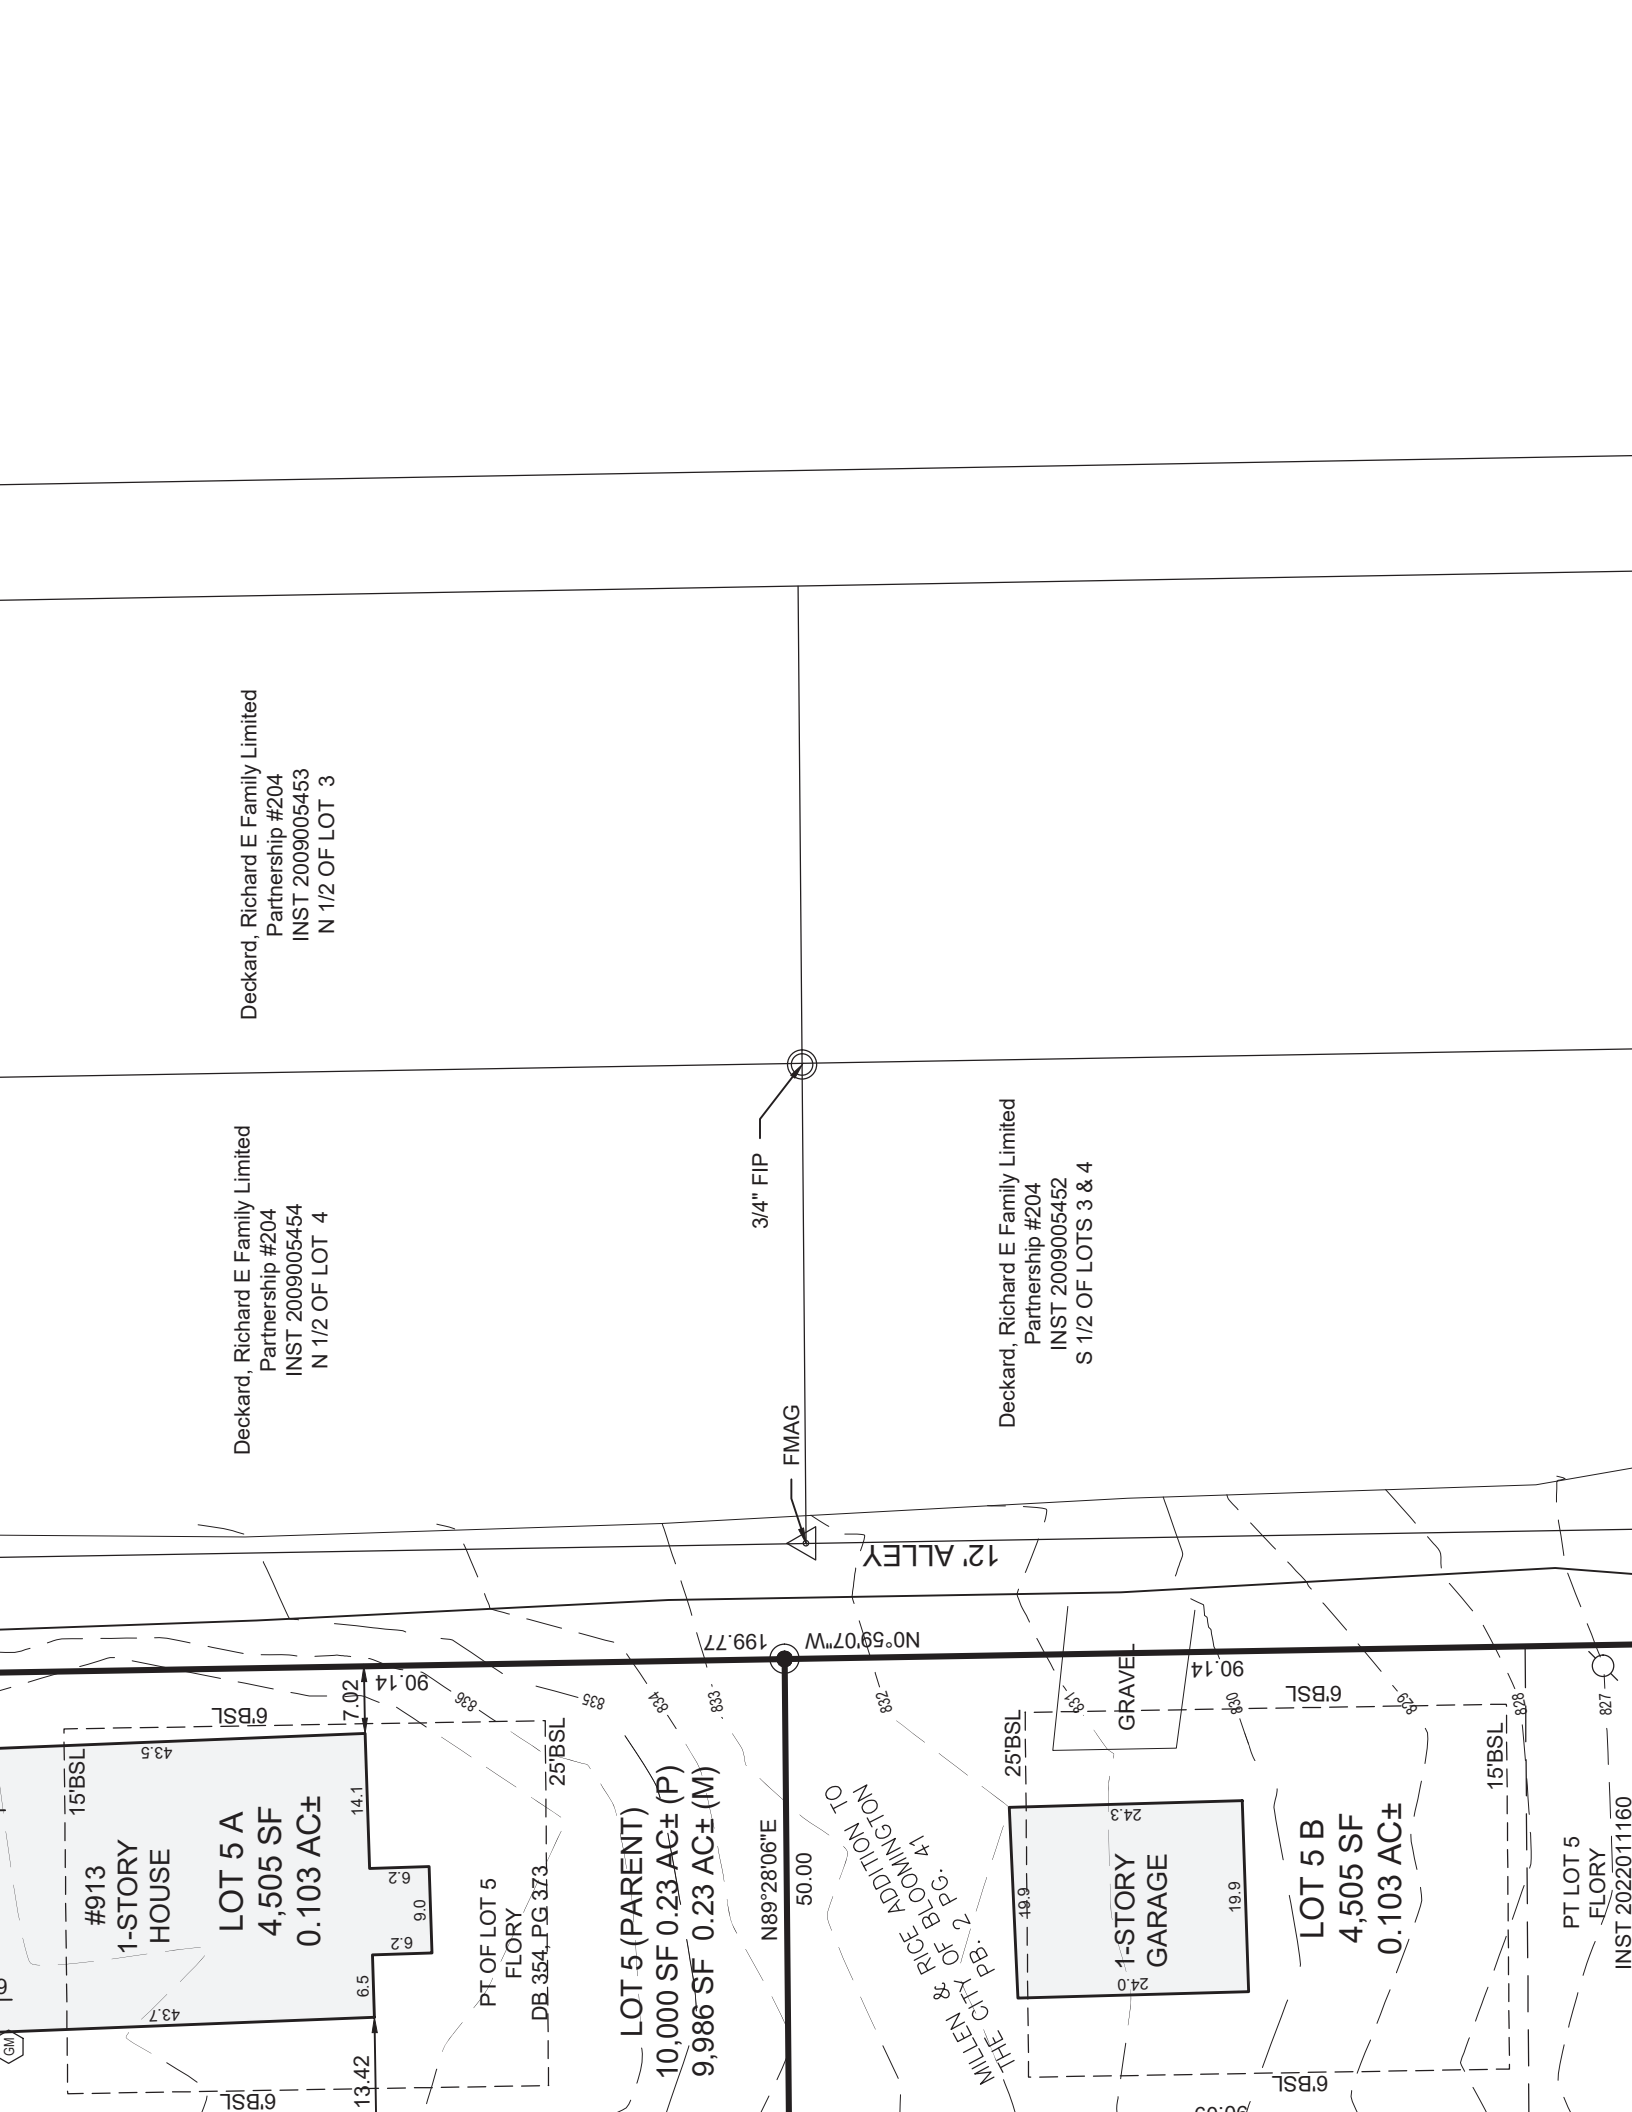 Deckard, Richard E Family Limited
Partnership #204
INST 2009005453
N 1/2 OF LOT 3
Deckard, Richard E Family Limited
Partnership #204
INST 2009005454
N 1/2 OF LOT 4
3/4" FIP
Deckard, Richard E Family Limited
Partnership #204
INST 2009005452
S 1/2 OF LOTS 3 & 4
FMAG
12' ALLEY
199.77
N0°59'07"W
90.14
90.14
7.02
6'BSL
6'BSL
43.5
15'BSL
#913
1-STORY
HOUSE
LOT 5 A
4,505 SF
0.103 AC±
14.1
6.2
9.0
6.2
6.5
43.7
GM
13.42
6'BSL
836
835
834
833
832
831
830
829
828
827
25'BSL
PT OF LOT 5
FLORY
DB 354, PG 373
LOT 5 (PARENT)
10,000 SF 0.23 AC± (P)
9,986 SF 0.23 AC± (M)
N89°28'06"E
50.00
MILLEN & RICE ADDITION TO
THE CITY OF BLOOMINGTON
PB. 2 PG. 41
GRAVEL
25'BSL
24.3
19.9
19.9
24.0
1-STORY
GARAGE
LOT 5 B
4,505 SF
0.103 AC±
15'BSL
6'BSL
PT LOT 5
FLORY
INST 2022011160